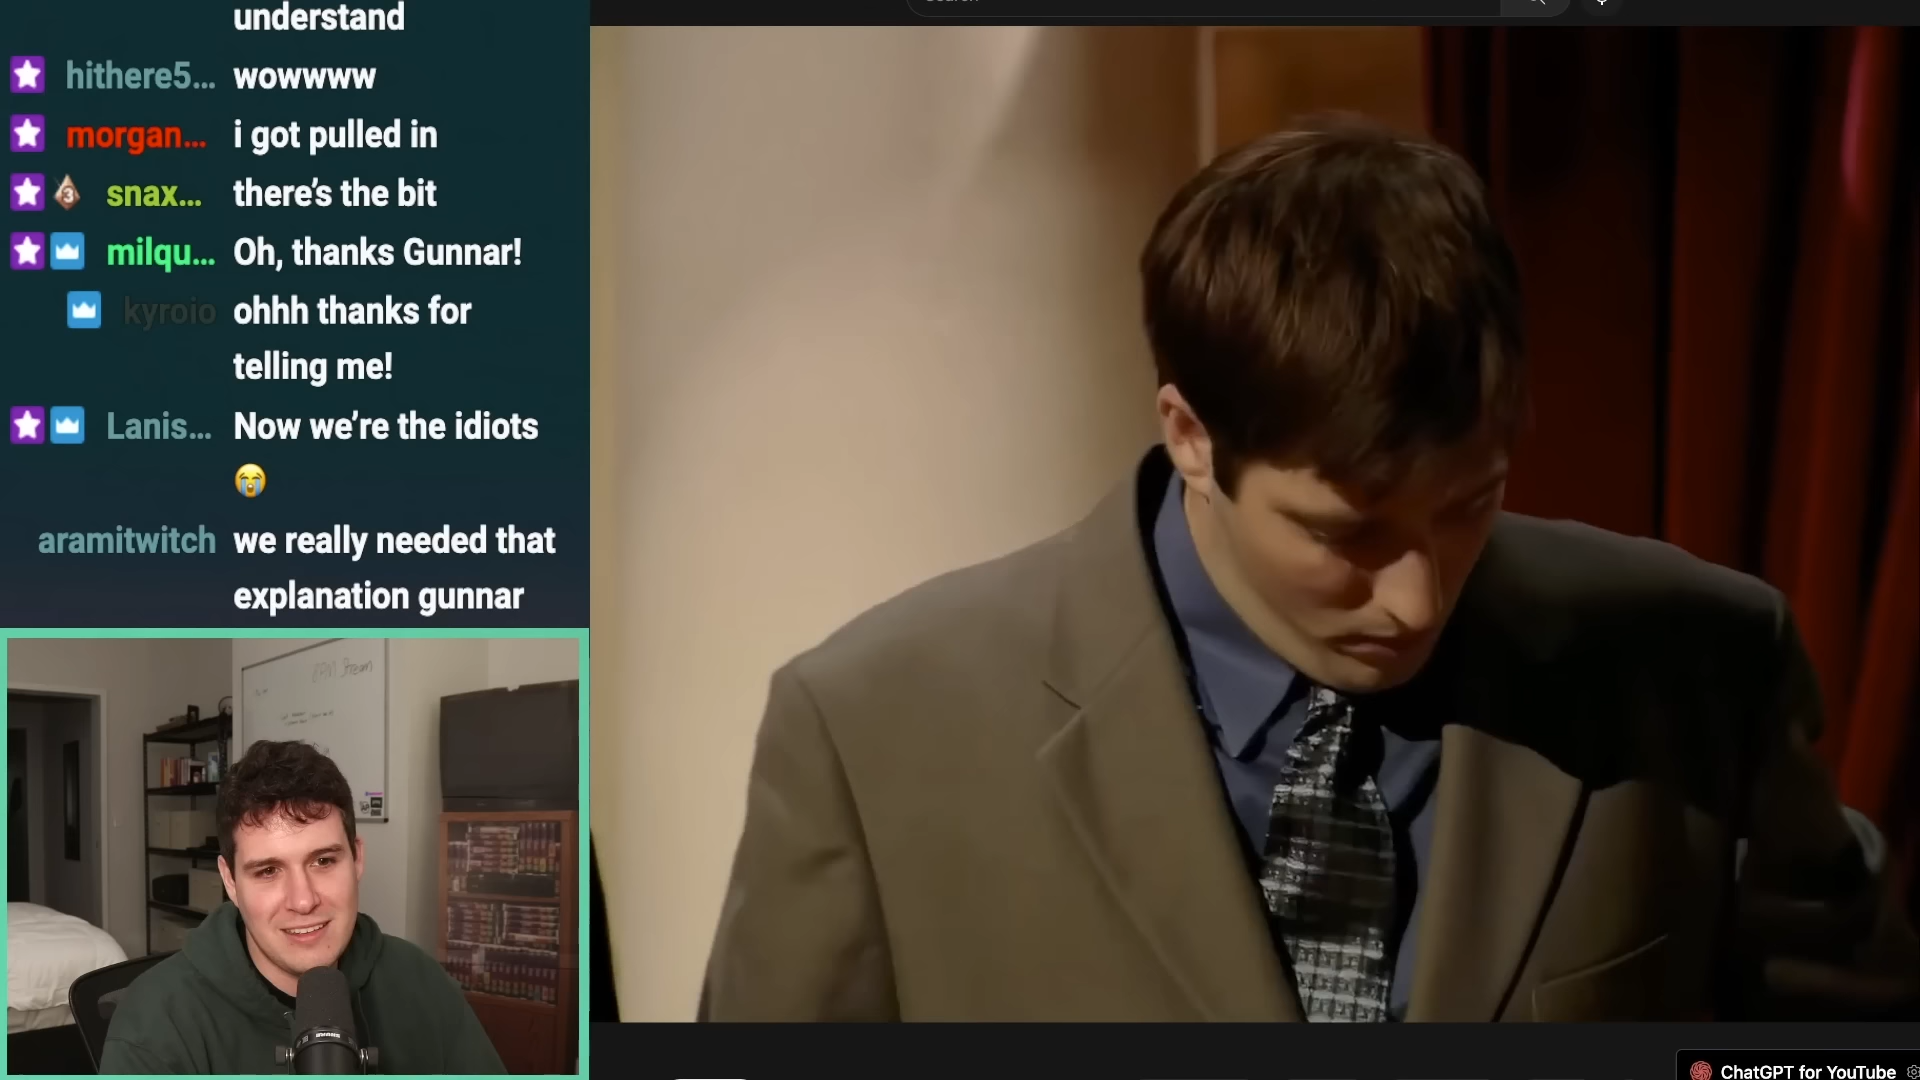 understand
hithere5... wowwww
morgan... i got pulled in
snax... there's the bit
milqu... Oh, thanks Gunnar!
kyroio ohhh thanks for
telling me!
Lanis... Now we're the idiots
😭
aramitwitch we really needed that
explanation gunnar
ChatGPT for YouTube